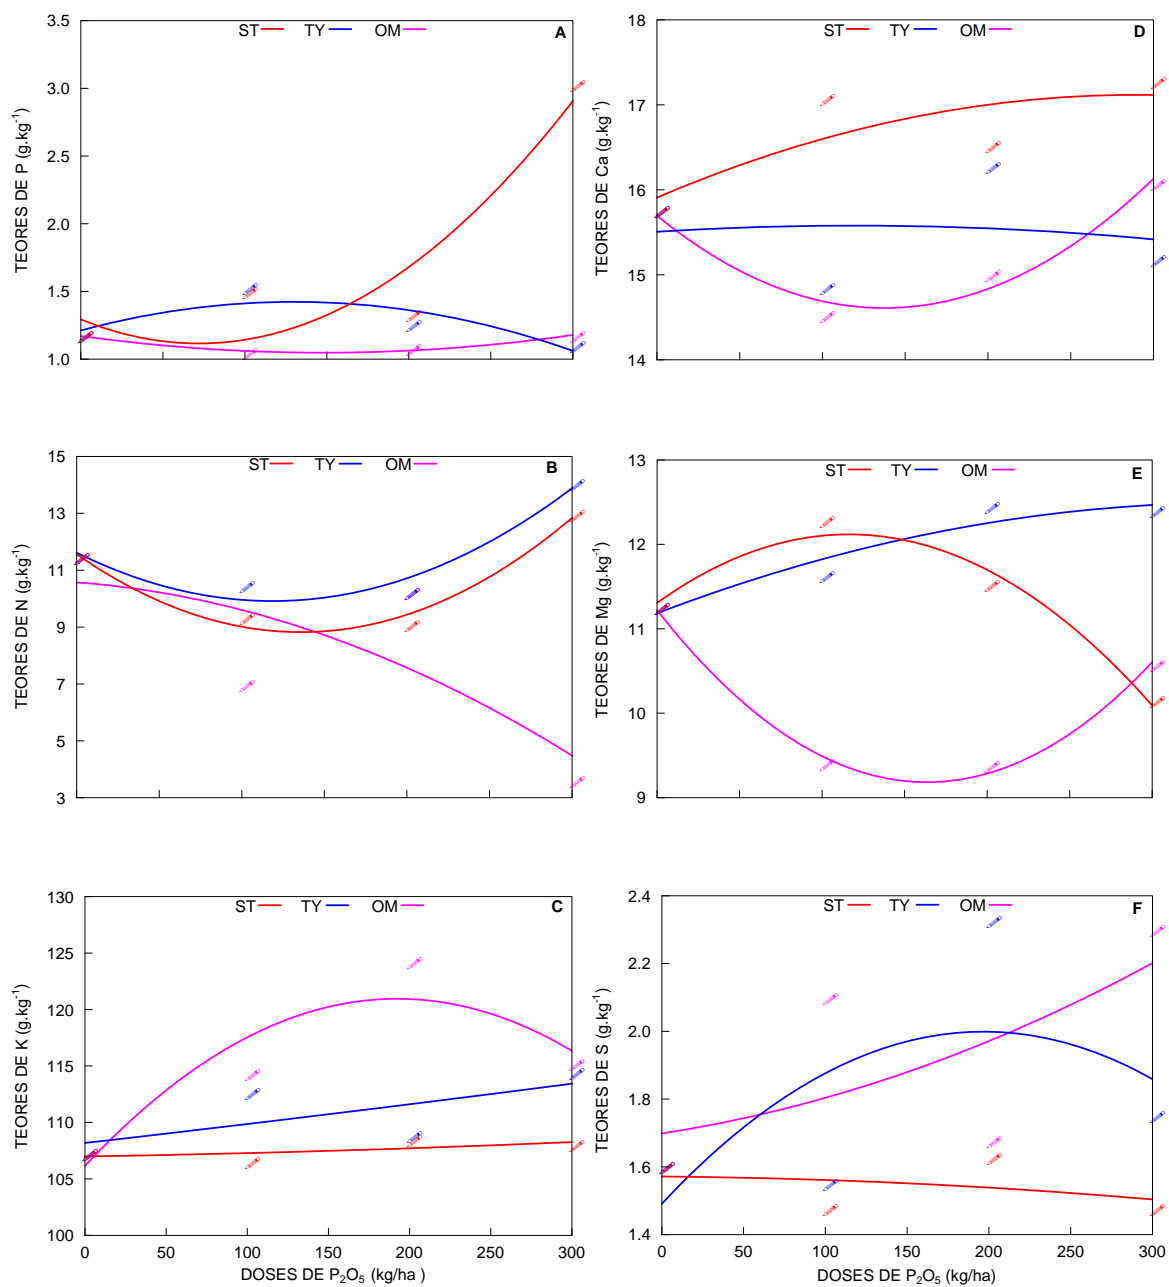 ST TY OM A
TEORES DE P (g.kg-1)
3.5
3.0
2.5
2.0
1.5
1.0
ST TY OM D
TEORES DE Ca (g.kg-1)
18
17
16
15
14
ST TY OM B
TEORES DE N (g.kg-1)
15
13
11
9
7
5
3
ST TY OM E
TEORES DE Mg (g.kg-1)
13
12
11
10
9
ST TY OM C
TEORES DE K (g.kg-1)
130
125
120
115
110
105
100
0 50 100 150 200 250 300
DOSES DE P2O5 (kg/ha )
ST TY OM F
TEORES DE S (g.kg-1)
2.4
2.2
2.0
1.8
1.6
1.4
0 50 100 150 200 250 300
DOSES DE P2O5 (kg/ha)